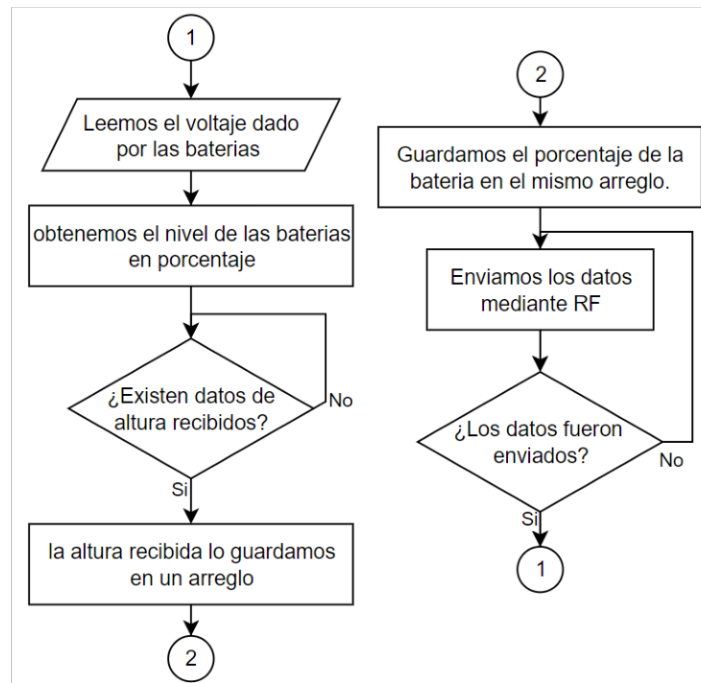 1
Leemos el voltaje dado
por las baterias
obtenemos el nivel de las baterias
en porcentaje
¿Existen datos de
altura recibidos?
No
Si
la altura recibida lo guardamos
en un arreglo
2
2
Guardamos el porcentaje de la
bateria en el mismo arreglo.
Enviamos los datos
mediante RF
¿Los datos fueron
enviados?
No
Si
1